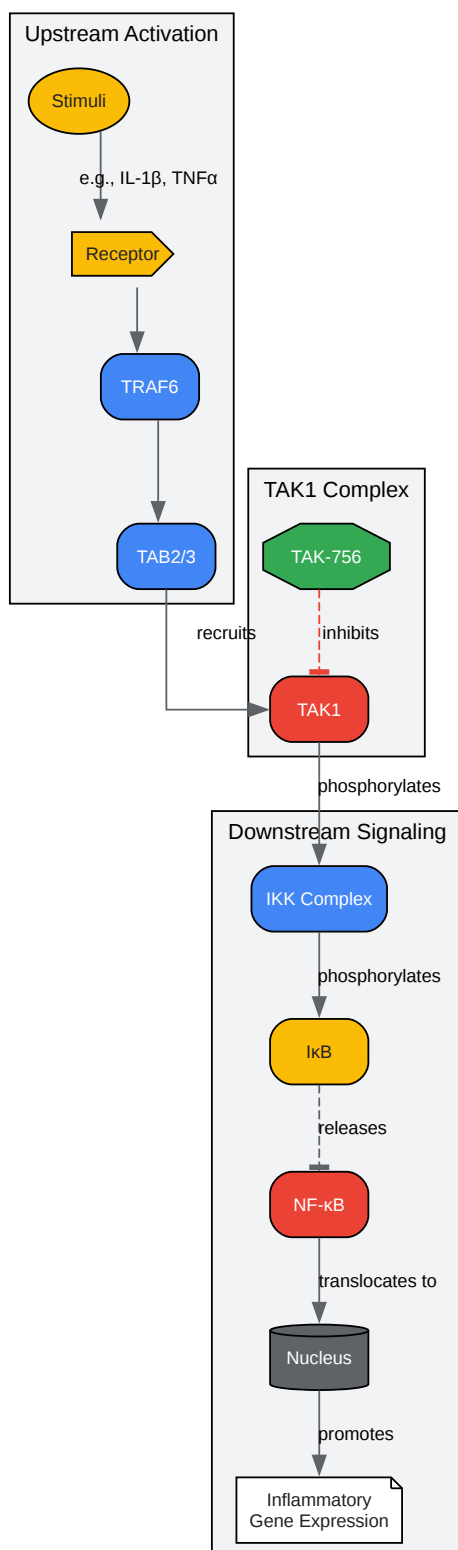 Upstream Activation
Stimuli
e.g., IL-1β, TNFα
Receptor
TRAF6
TAB2/3
recruits
TAK1 Complex
TAK-756
inhibits
TAK1
phosphorylates
Downstream Signaling
IKK Complex
phosphorylates
IκB
releases
NF-κB
translocates to
Nucleus
promotes
Inflammatory
Gene Expression